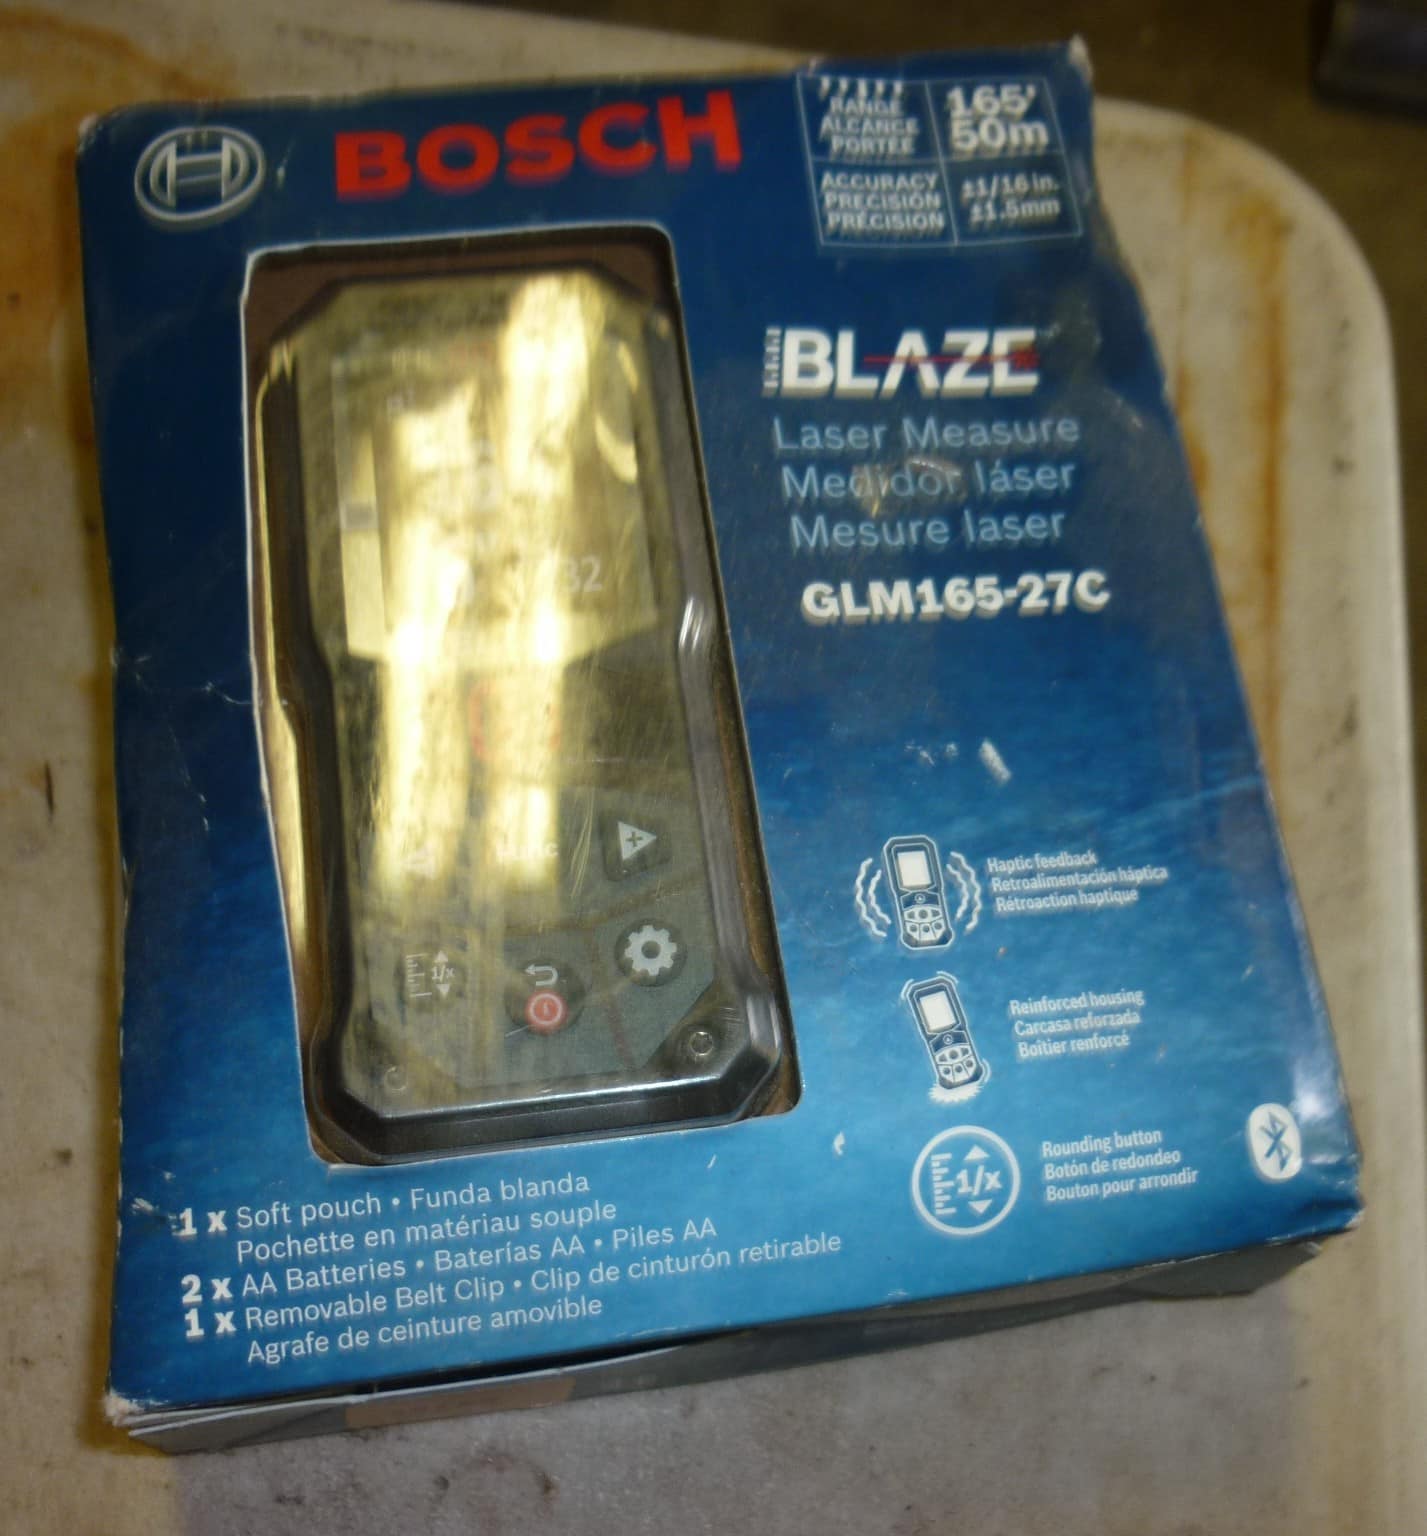 BOSCH
RANGE
ALCANCE
PORTÉE
165'
50m
ACCURACY
PRECISIÓN
PRÉCISION
±1/16 in.
±1.5mm
BLAZE
Laser Measure
Medidor láser
Mesure laser
GLM165-27C
32
1/x
Haptic feedback
Retroalimentación háptica
Rétroaction haptique
Reinforced housing
Carcasa reforzada
Boîtier renforcé
1/x
Rounding button
Botón de redondeo
Bouton pour arrondir
1 x Soft pouch • Funda blanda
Pochette en matériau souple
2 x AA Batteries • Baterías AA • Piles AA
1 x Removable Belt Clip • Clip de cinturón retirable
Agrafe de ceinture amovible